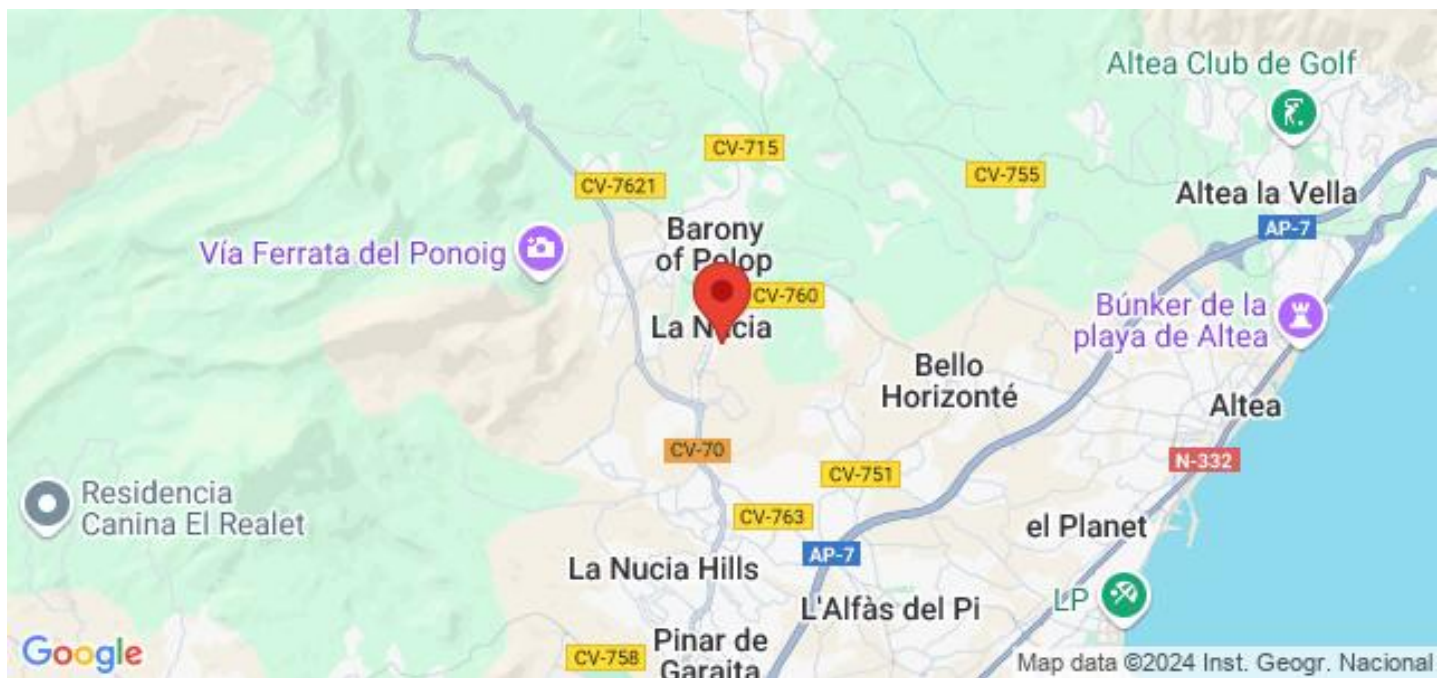 Altea Club de Golf
CV-715
CV-755
CV-7621
Altea la Vella
AP-7
Barony
of Polop
Vía Ferrata del Ponoig
CV-760
La Nucia
Búnker de la
playa de Altea
Bello
Horizonté
Altea
CV-70
N-332
CV-751
Residencia
Canina El Realet
CV-763
el Planet
AP-7
La Nucia Hills
LP
L'Alfàs del Pi
Pinar de
Garaita
CV-758
Google
Map data ©2024 Inst. Geogr. Nacional